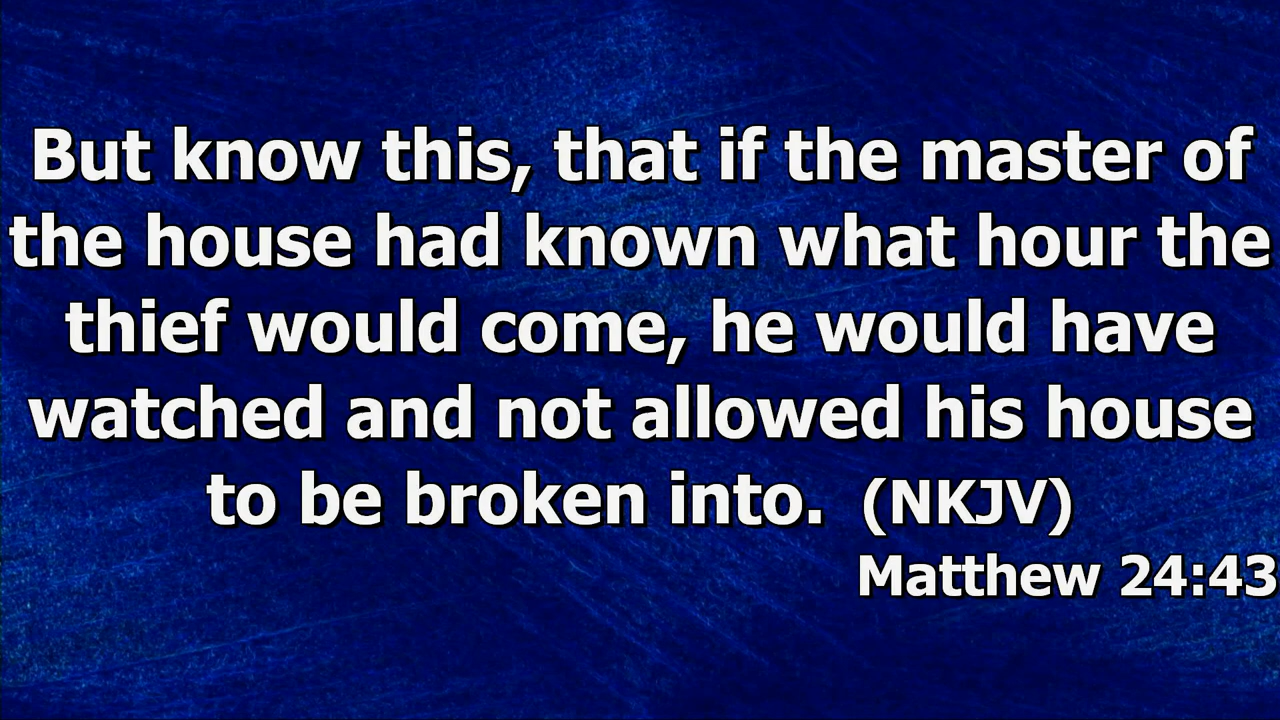 But know this, that if the master of
the house had known what hour the
thief would come, he would have
watched and not allowed his house
to be broken into.  (NKJV)
Matthew 24:43